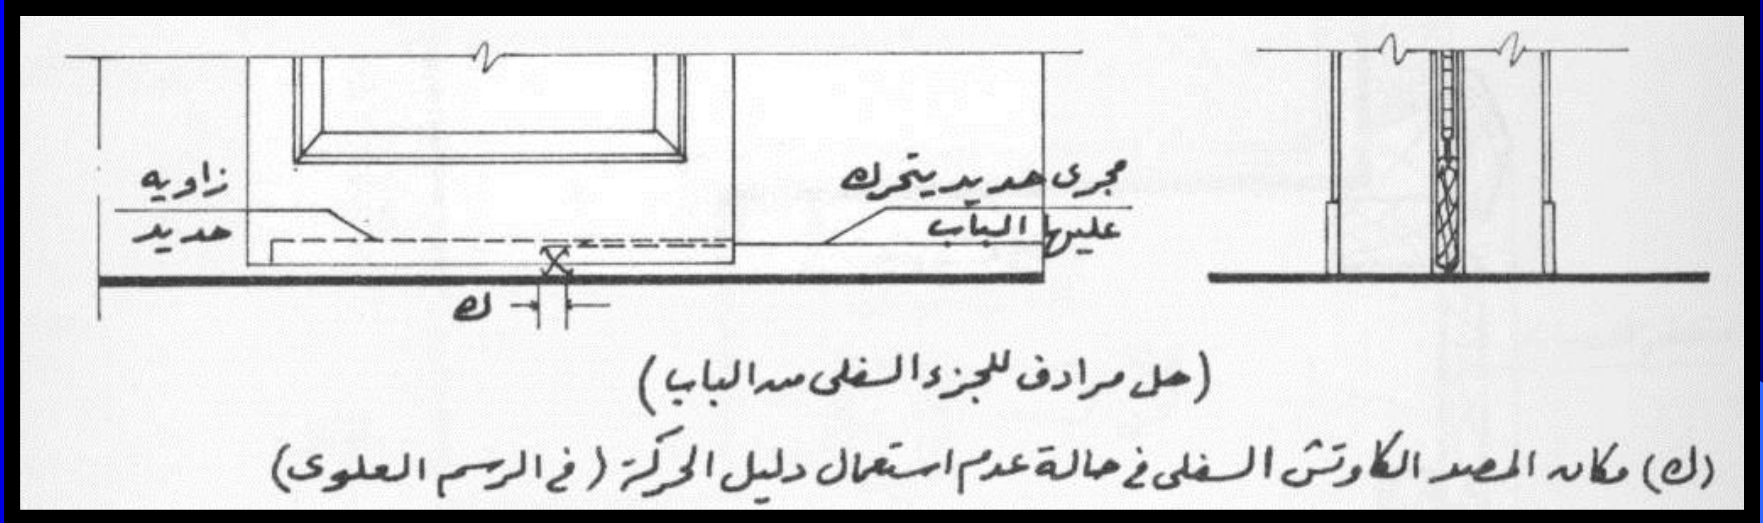 زاويه
حديد
مجرى حديد يتحرك
عليها الباب
ك
(حل مرادف للجزء السفلى من الباب)
(ك) مكان المصد الكاوتش السفلى فى حالة عدم استعمال دليل الحركة (فى الرسم العلوى)